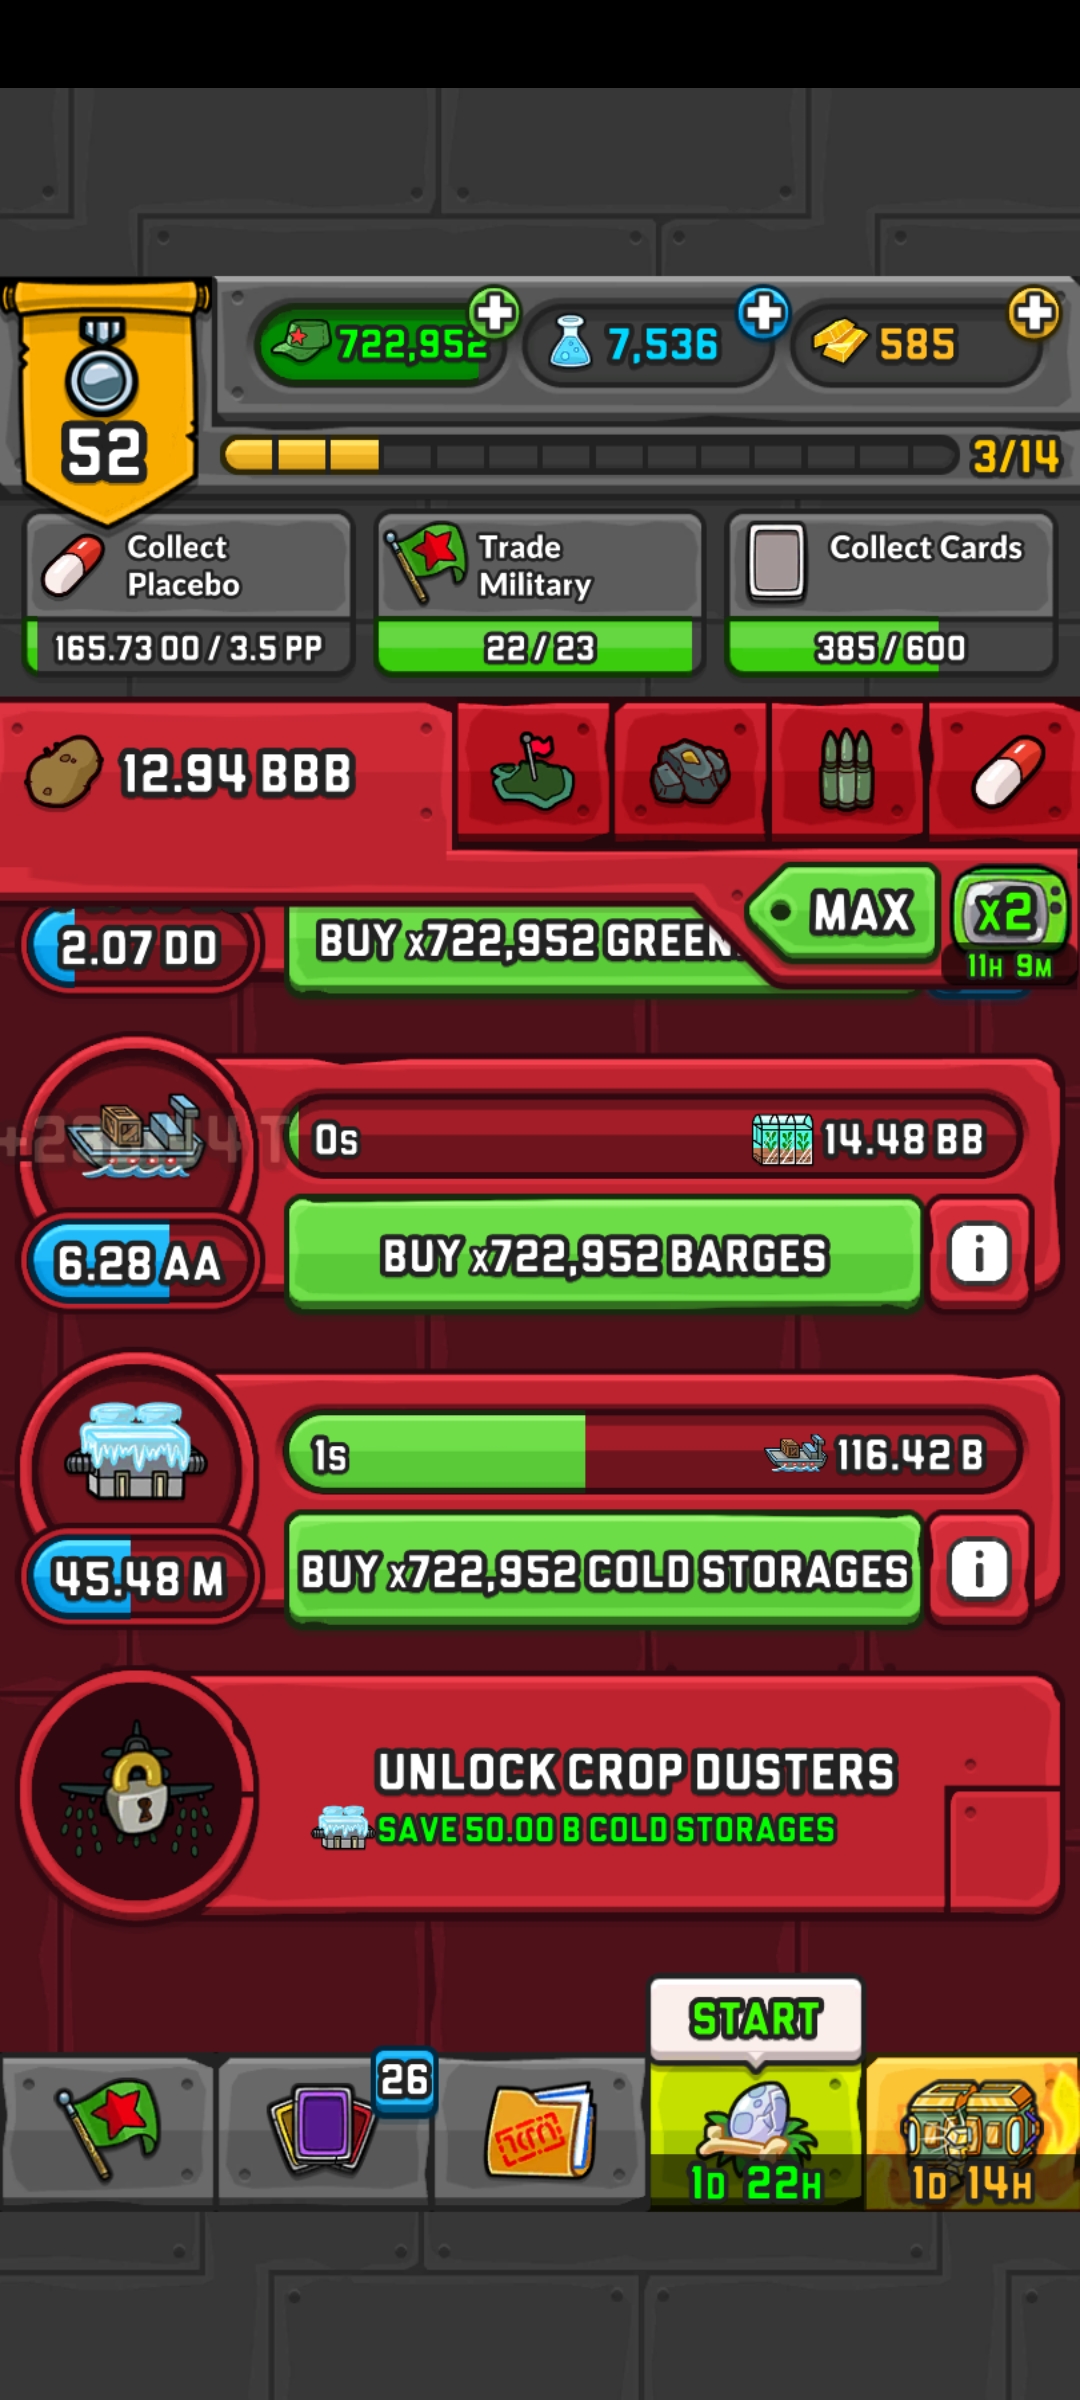 722,952
7,536
585
52
3/14
Collect
Placebo
165.73 OO / 3.5 PP
Trade
Military
22 / 23
Collect Cards
385 / 600
12.94 BBB
MAX
x2
11H 9M
2.07 DD
BUY x722,952 GREEN
0s
14.48 BB
6.28 AA
BUY x722,952 BARGES
i
1s
116.42 B
45.48 M
BUY x722,952 COLD STORAGES
i
UNLOCK CROP DUSTERS
SAVE 50.00 B COLD STORAGES
START
26
1D 22H
1D 14H